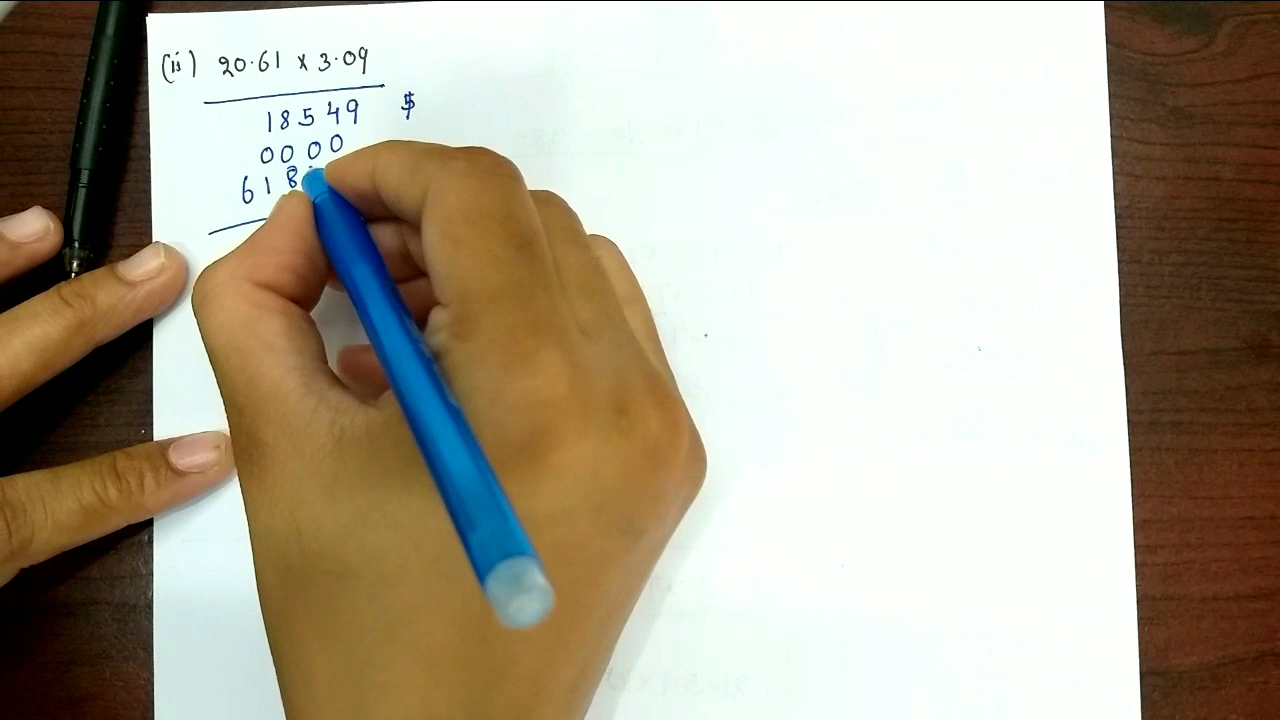 (ii) 20.61 x 3.09
18549 $
0000
618